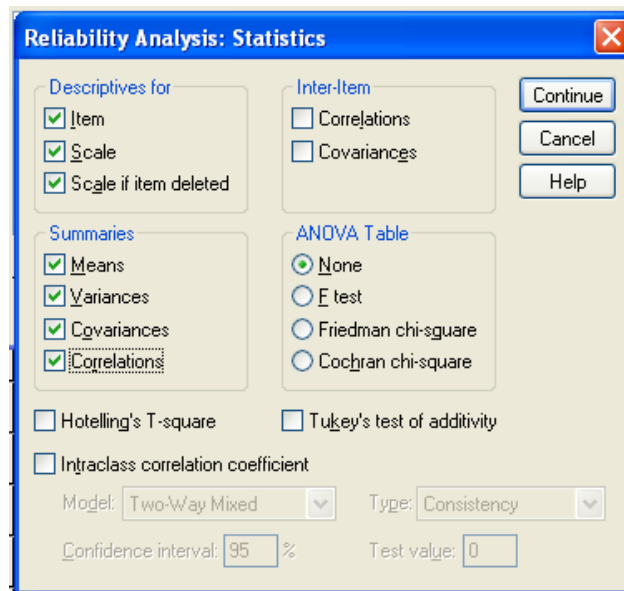 Reliability Analysis: Statistics
Descriptives for
Item
Scale
Scale if item deleted
Inter-Item
Correlations
Covariances
Continue
Cancel
Help
Summaries
Means
Variances
Covariances
Correlations
ANOVA Table
None
F test
Friedman chi-square
Cochran chi-square
Hotelling's T-square
Tukey's test of additivity
Intraclass correlation coefficient
Model: Two-Way Mixed
Type: Consistency
Confidence interval: 95 %
Test value: 0